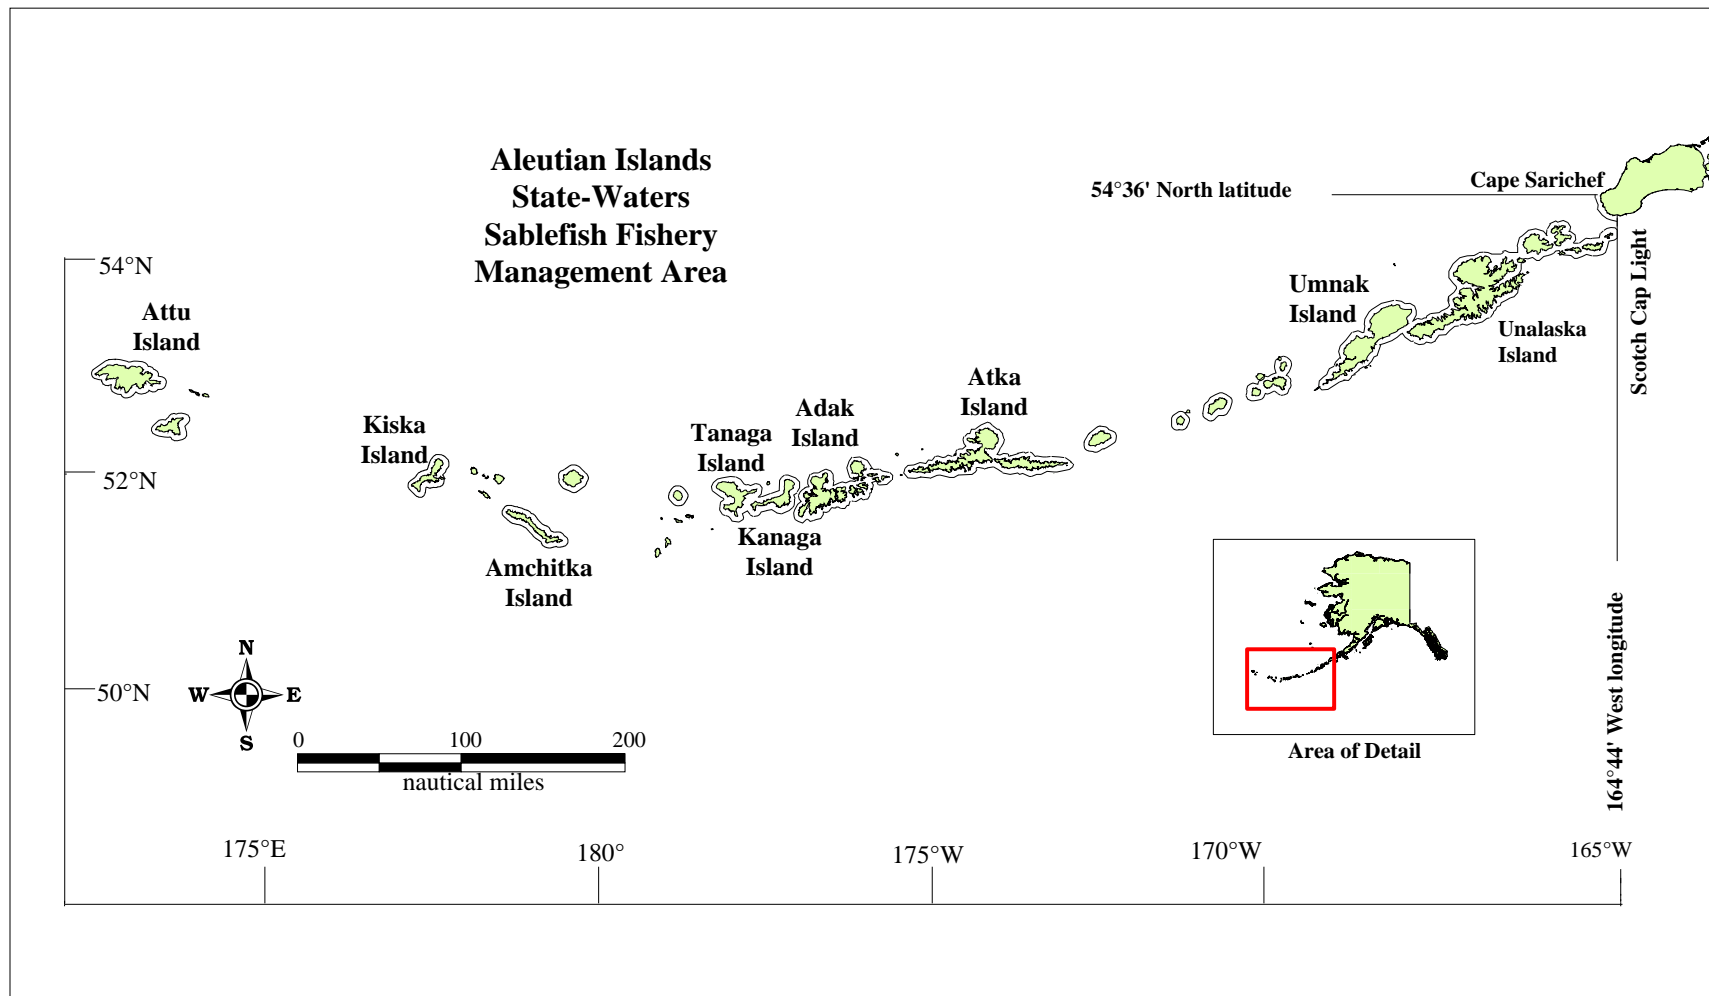 Aleutian Islands
State-Waters
Sablefish Fishery
Management Area
54°36' North latitude
Cape Sarichef
Scotch Cap Light
54°N
Attu
Island
Umnak
Island
Unalaska
Island
Atka
Island
Adak
Island
Tanaga
Island
Kiska
Island
52°N
Kanaga
Island
Amchitka
Island
164°44' West longitude
N
W
E
S
50°N
0
100
200
nautical miles
Area of Detail
175°E
180°
175°W
170°W
165°W